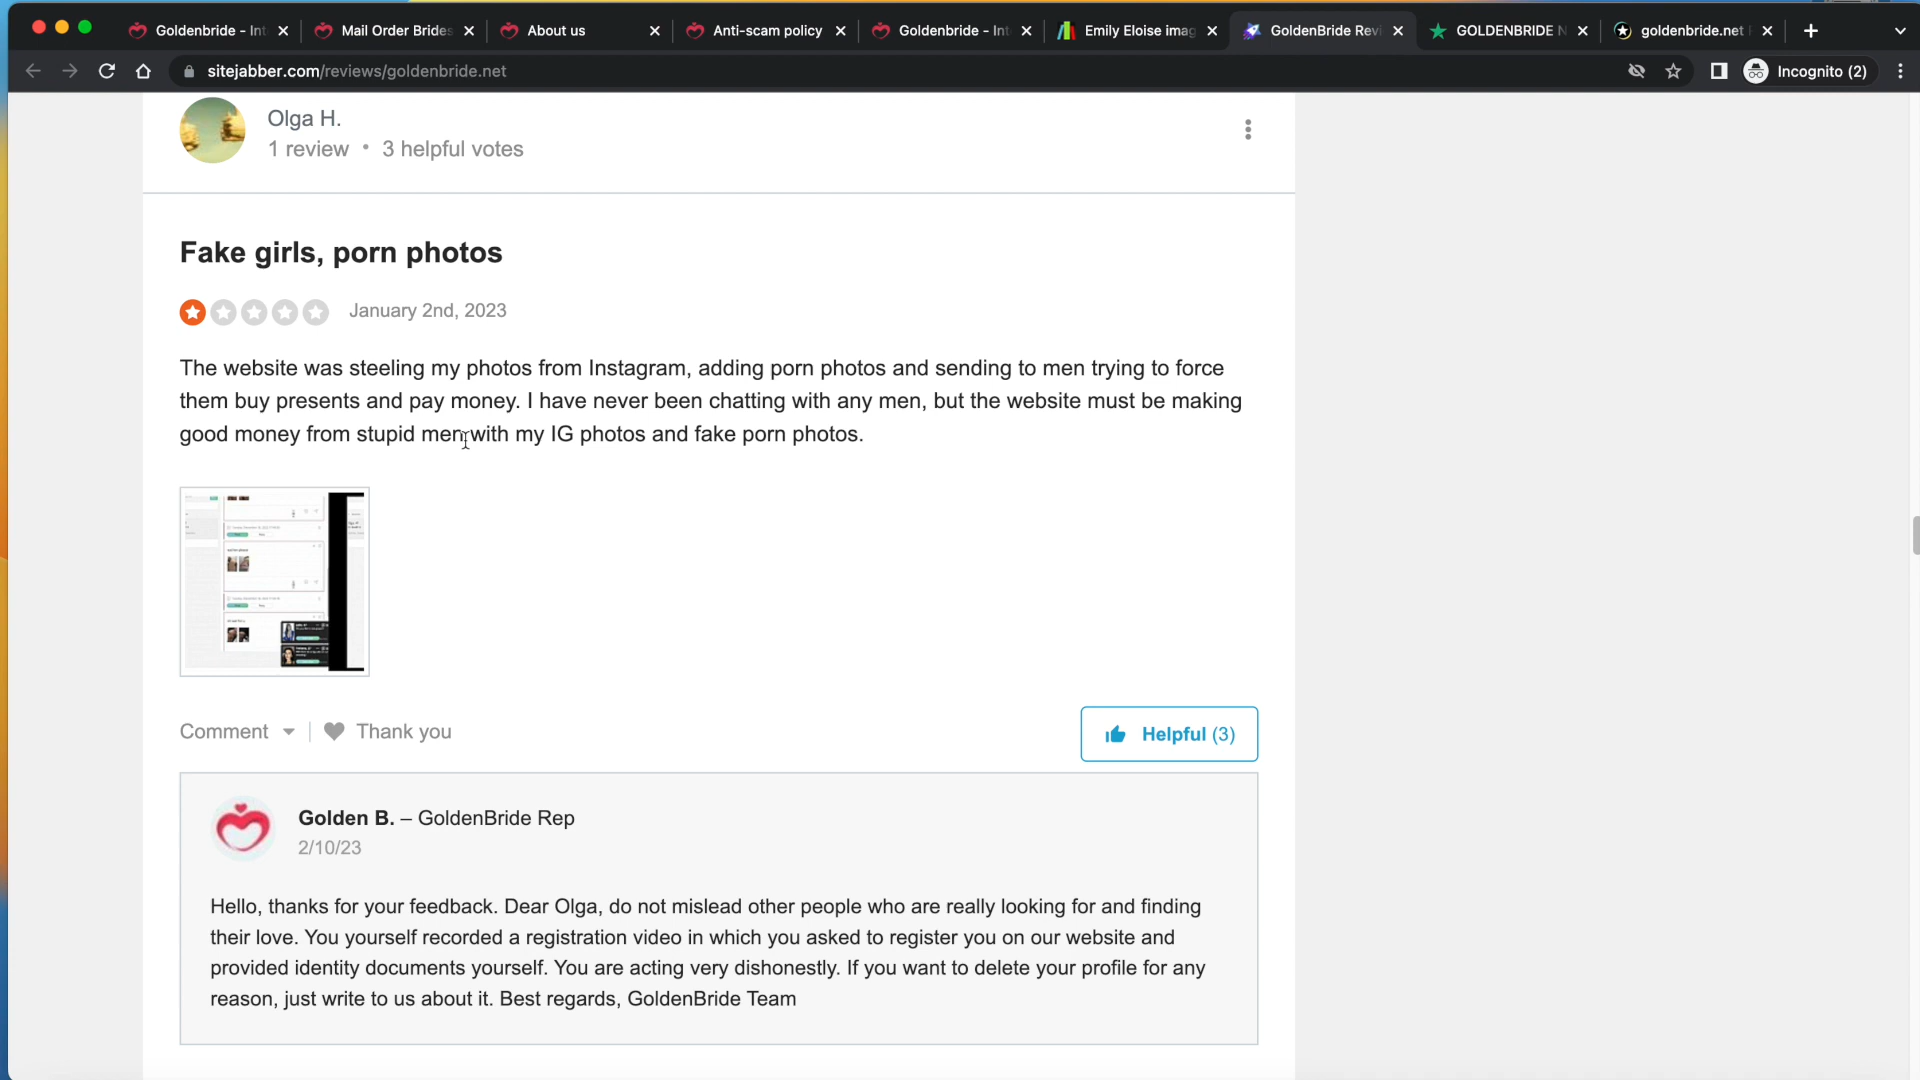 Goldenbride - Int
Mail Order Brides
About us
Anti-scam policy
Goldenbride - Int
Emily Eloise imag
GoldenBride Revi
GOLDENBRIDE N
goldenbride.net
sitejabber.com/reviews/goldenbride.net
Incognito (2)
Olga H.
1 review • 3 helpful votes
Fake girls, porn photos
January 2nd, 2023
The website was steeling my photos from Instagram, adding porn photos and sending to men trying to force
them buy presents and pay money. I have never been chatting with any men, but the website must be making
good money from stupid men with my IG photos and fake porn photos.
Comment
Thank you
Helpful (3)
Golden B. – GoldenBride Rep
2/10/23
Hello, thanks for your feedback. Dear Olga, do not mislead other people who are really looking for and finding
their love. You yourself recorded a registration video in which you asked to register you on our website and
provided identity documents yourself. You are acting very dishonestly. If you want to delete your profile for any
reason, just write to us about it. Best regards, GoldenBride Team